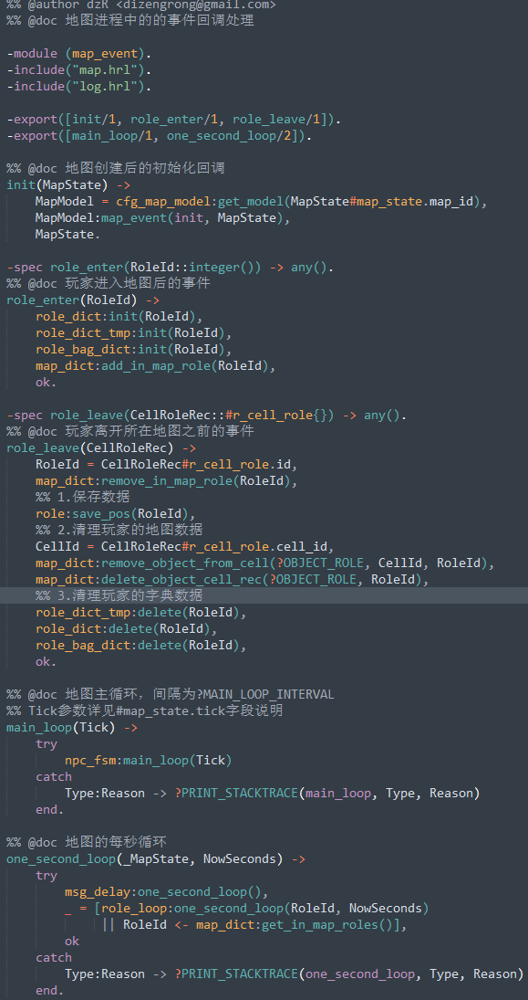 %% @author dzR <dizengrong@gmail.com>
%% @doc 地图进程中的的事件回调处理

-module (map_event).
-include("map.hrl").
-include("log.hrl").

-export([init/1, role_enter/1, role_leave/1]).
-export([main_loop/1, one_second_loop/2]).

%% @doc 地图创建后的初始化回调
init(MapState) ->
    MapModel = cfg_map_model:get_model(MapState#map_state.map_id),
    MapModel:map_event(init, MapState),
    MapState.

-spec role_enter(RoleId::integer()) -> any().
%% @doc 玩家进入地图后的事件
role_enter(RoleId) ->
    role_dict:init(RoleId),
    role_dict_tmp:init(RoleId),
    role_bag_dict:init(RoleId),
    map_dict:add_in_map_role(RoleId),
    ok.

-spec role_leave(CellRoleRec::#r_cell_role{}) -> any().
%% @doc 玩家离开所在地图之前的事件
role_leave(CellRoleRec) ->
    RoleId = CellRoleRec#r_cell_role.id,
    map_dict:remove_in_map_role(RoleId),
    %% 1.保存数据
    role:save_pos(RoleId),
    %% 2.清理玩家的地图数据
    CellId = CellRoleRec#r_cell_role.cell_id,
    map_dict:remove_object_from_cell(?OBJECT_ROLE, CellId, RoleId),
    map_dict:delete_object_cell_rec(?OBJECT_ROLE, RoleId),
    %% 3.清理玩家的字典数据
    role_dict_tmp:delete(RoleId),
    role_dict:delete(RoleId),
    role_bag_dict:delete(RoleId),
    ok.

%% @doc 地图主循环，间隔为?MAIN_LOOP_INTERVAL
%% Tick参数详见#map_state.tick字段说明
main_loop(Tick) ->
    try
        npc_fsm:main_loop(Tick)
    catch
        Type:Reason -> ?PRINT_STACKTRACE(main_loop, Type, Reason)
    end.

%% @doc 地图的每秒循环
one_second_loop(_MapState, NowSeconds) ->
    try
        msg_delay:one_second_loop(),
        _ = [role_loop:one_second_loop(RoleId, NowSeconds)
             || RoleId <- map_dict:get_in_map_roles()],
        ok
    catch
        Type:Reason -> ?PRINT_STACKTRACE(one_second_loop, Type, Reason)
    end.